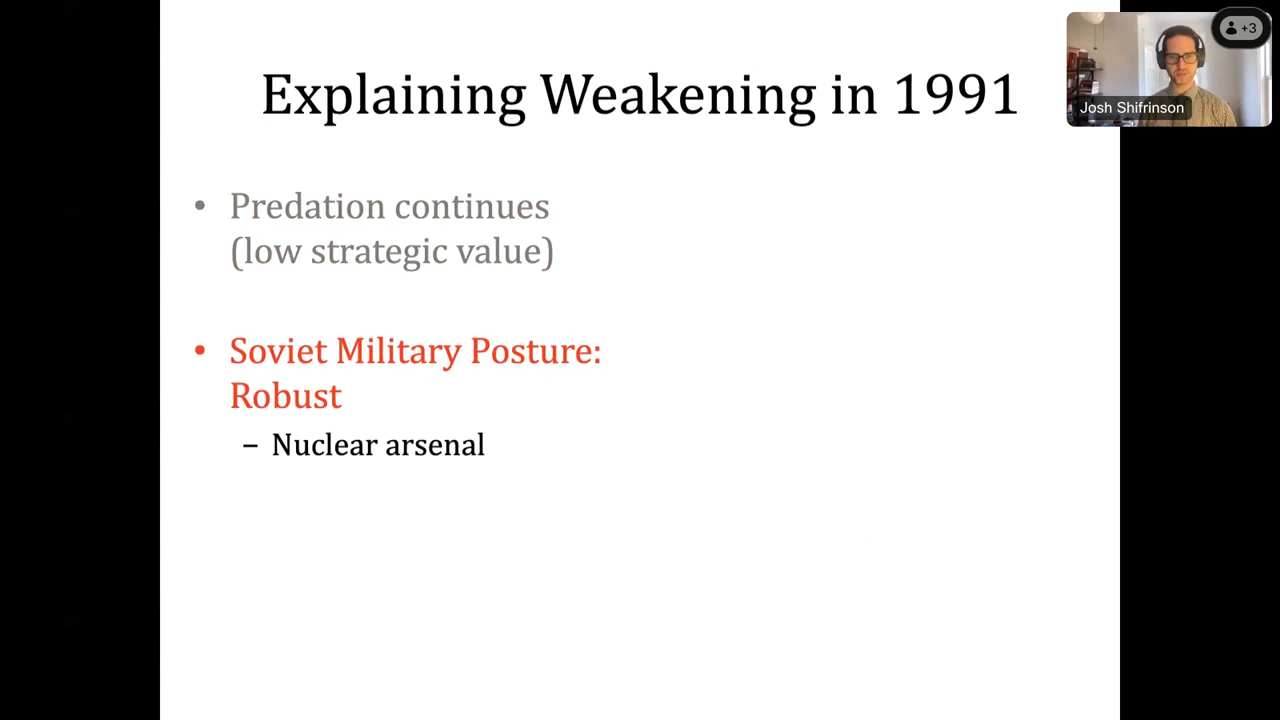 Explaining Weakening in 1991
+3
Josh Shifrinson
• Predation continues
(low strategic value)
• Soviet Military Posture:
Robust
– Nuclear arsenal